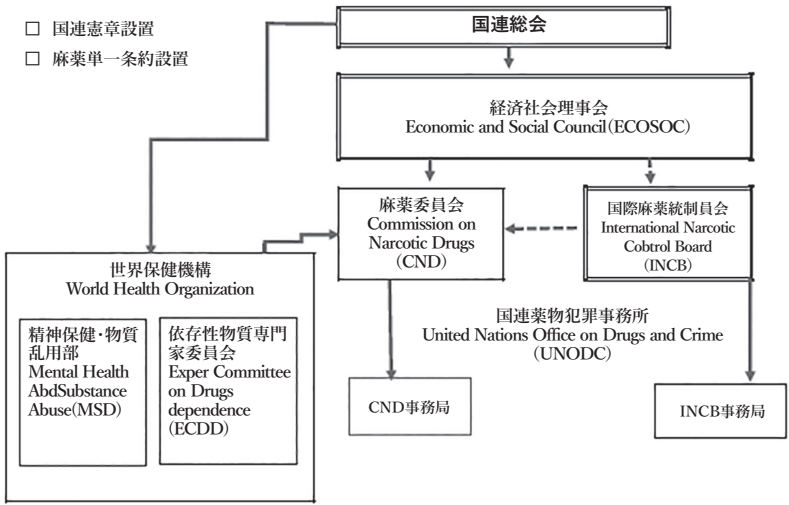 □ 国連憲章設置
□ 麻薬単一条約設置
国連総会
経済社会理事会
Economic and Social Council(ECOSOC)
麻薬委員会
Commission on
Narcotic Drugs
(CND)
国際麻薬統制員会
International Narcotic
Cobtrol Board
(INCB)
世界保健機構
World Health Organization
精神保健・物質
乱用部
Mental Health
AbdSubstance
Abuse(MSD)
依存性物質専門
家委員会
Exper Committee
on Drugs
dependence
(ECDD)
国連薬物犯罪事務所
United Nations Office on Drugs and Crime
(UNODC)
CND事務局
INCB事務局